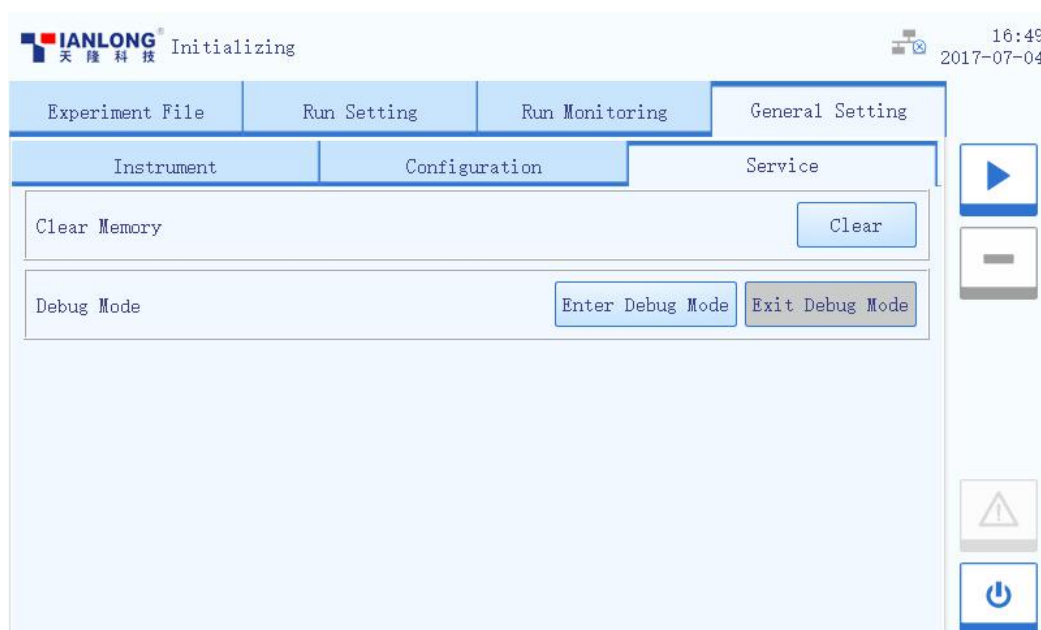 IANLONG® Initializing
天隆科技
16:49
2017-07-04
Experiment File Run Setting Run Monitoring General Setting
Instrument Configuration Service
Clear Memory Clear
Debug Mode Enter Debug Mode Exit Debug Mode